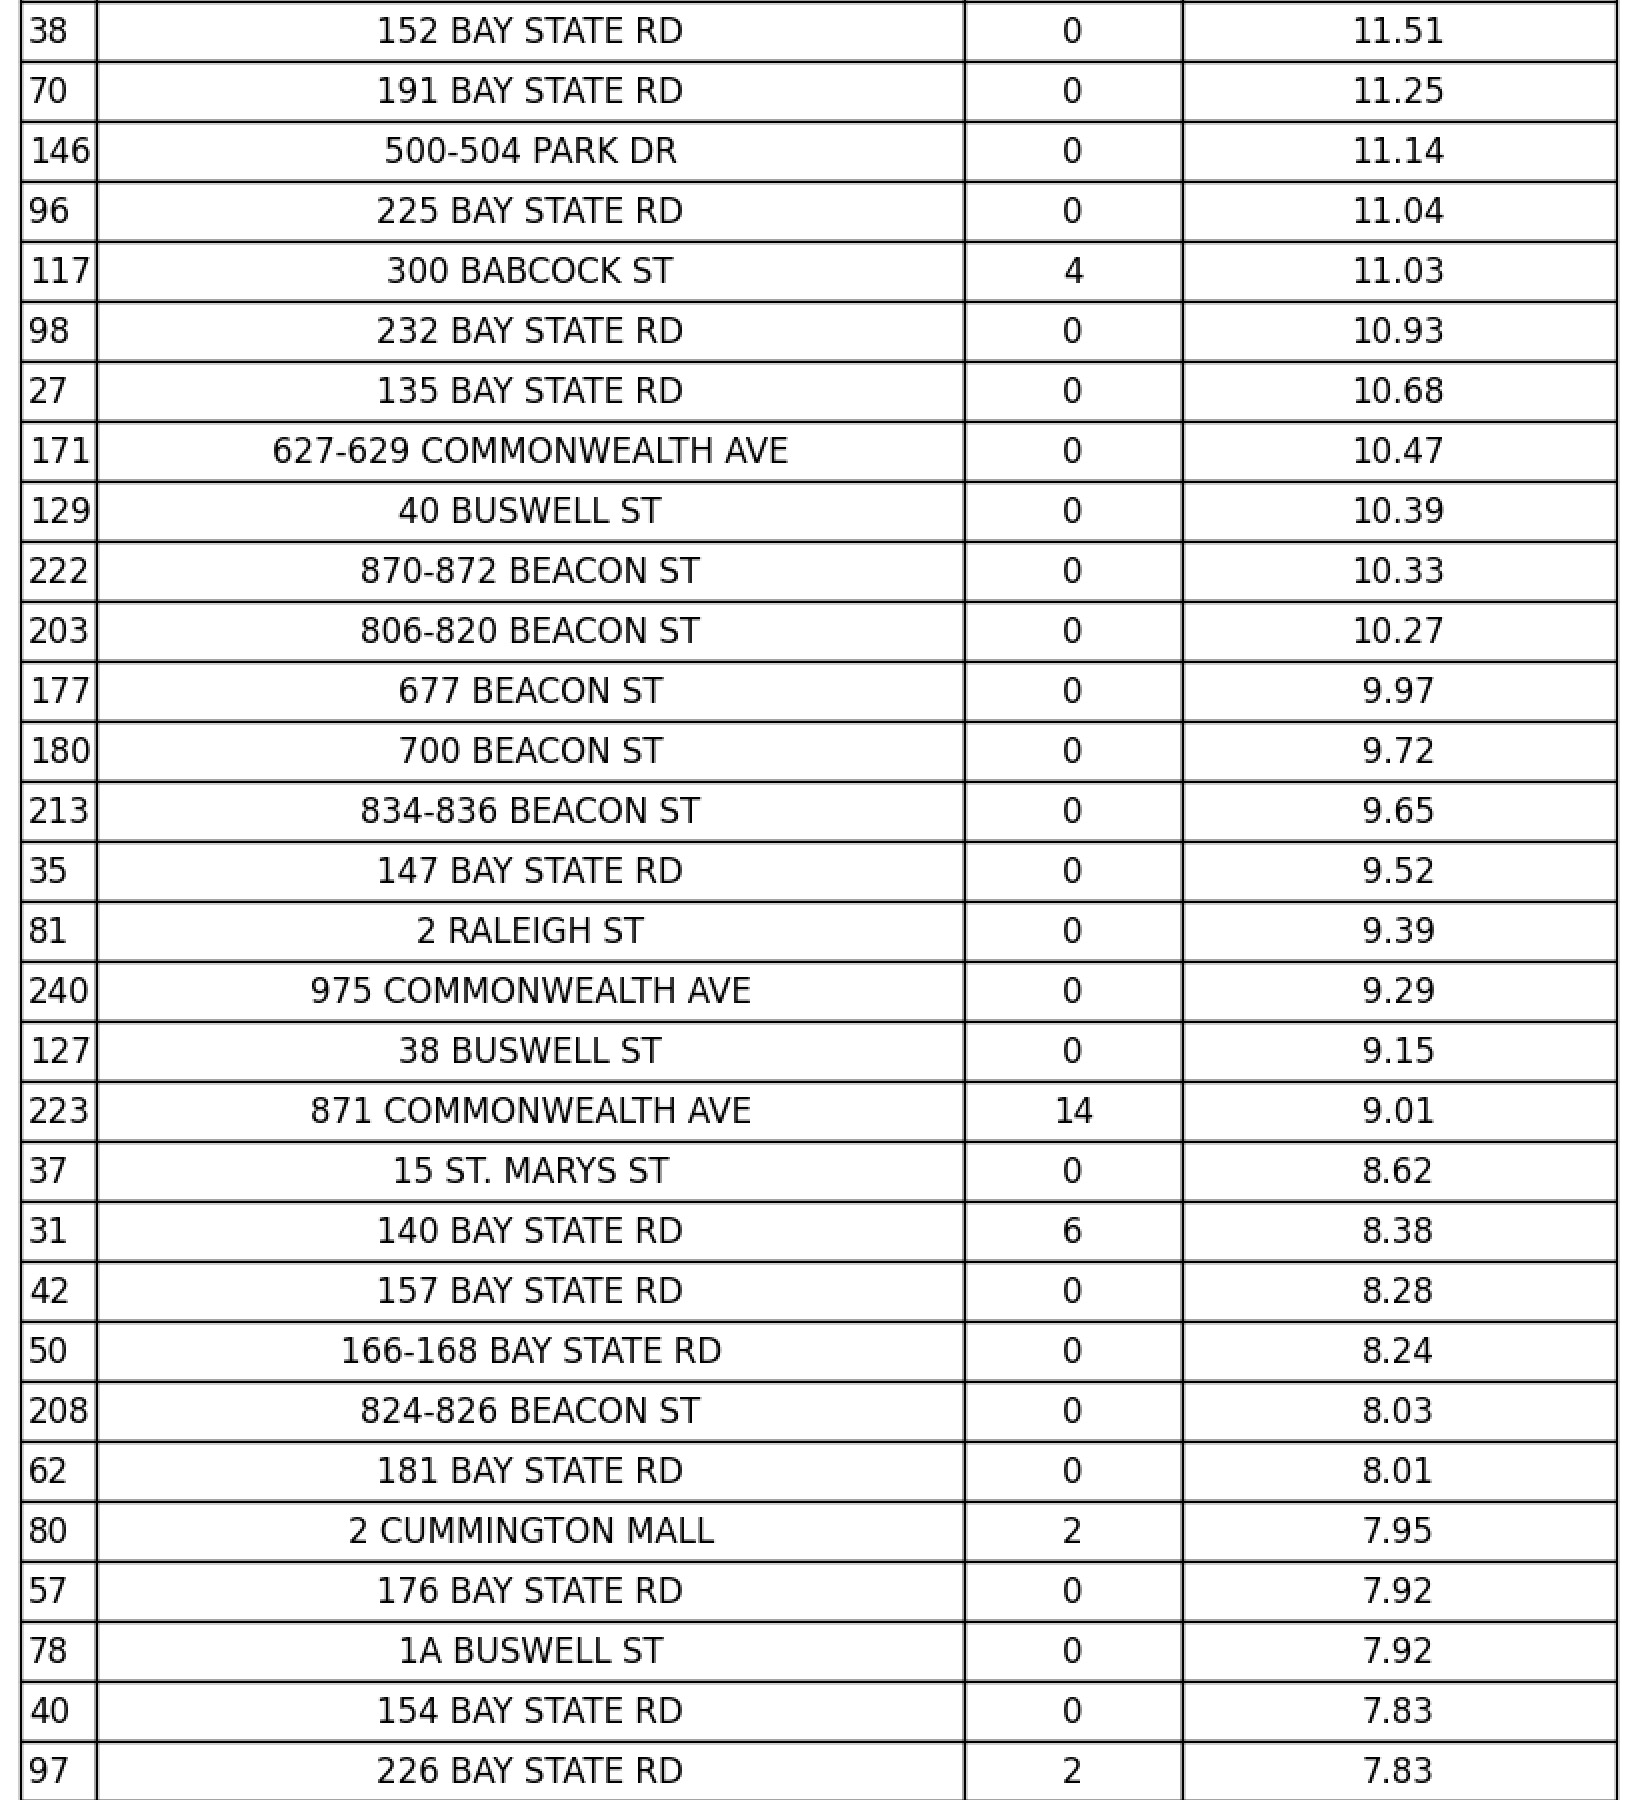 38 152 BAY STATE RD 0 11.51
70 191 BAY STATE RD 0 11.25
146 500-504 PARK DR 0 11.14
96 225 BAY STATE RD 0 11.04
117 300 BABCOCK ST 4 11.03
98 232 BAY STATE RD 0 10.93
27 135 BAY STATE RD 0 10.68
171 627-629 COMMONWEALTH AVE 0 10.47
129 40 BUSWELL ST 0 10.39
222 870-872 BEACON ST 0 10.33
203 806-820 BEACON ST 0 10.27
177 677 BEACON ST 0 9.97
180 700 BEACON ST 0 9.72
213 834-836 BEACON ST 0 9.65
35 147 BAY STATE RD 0 9.52
81 2 RALEIGH ST 0 9.39
240 975 COMMONWEALTH AVE 0 9.29
127 38 BUSWELL ST 0 9.15
223 871 COMMONWEALTH AVE 14 9.01
37 15 ST. MARYS ST 0 8.62
31 140 BAY STATE RD 6 8.38
42 157 BAY STATE RD 0 8.28
50 166-168 BAY STATE RD 0 8.24
208 824-826 BEACON ST 0 8.03
62 181 BAY STATE RD 0 8.01
80 2 CUMMINGTON MALL 2 7.95
57 176 BAY STATE RD 0 7.92
78 1A BUSWELL ST 0 7.92
40 154 BAY STATE RD 0 7.83
97 226 BAY STATE RD 2 7.83